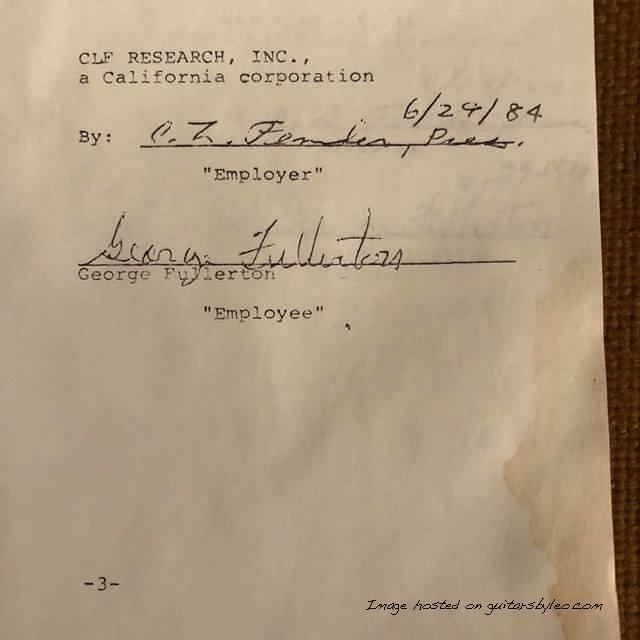 CLF RESEARCH, INC.,
a California corporation
6/29/84
By: C. L. Fender, Pres.
"Employer"
George Fullerton
George Fullerton
"Employee"
-3-
Image hosted on guitarsbyleo.com